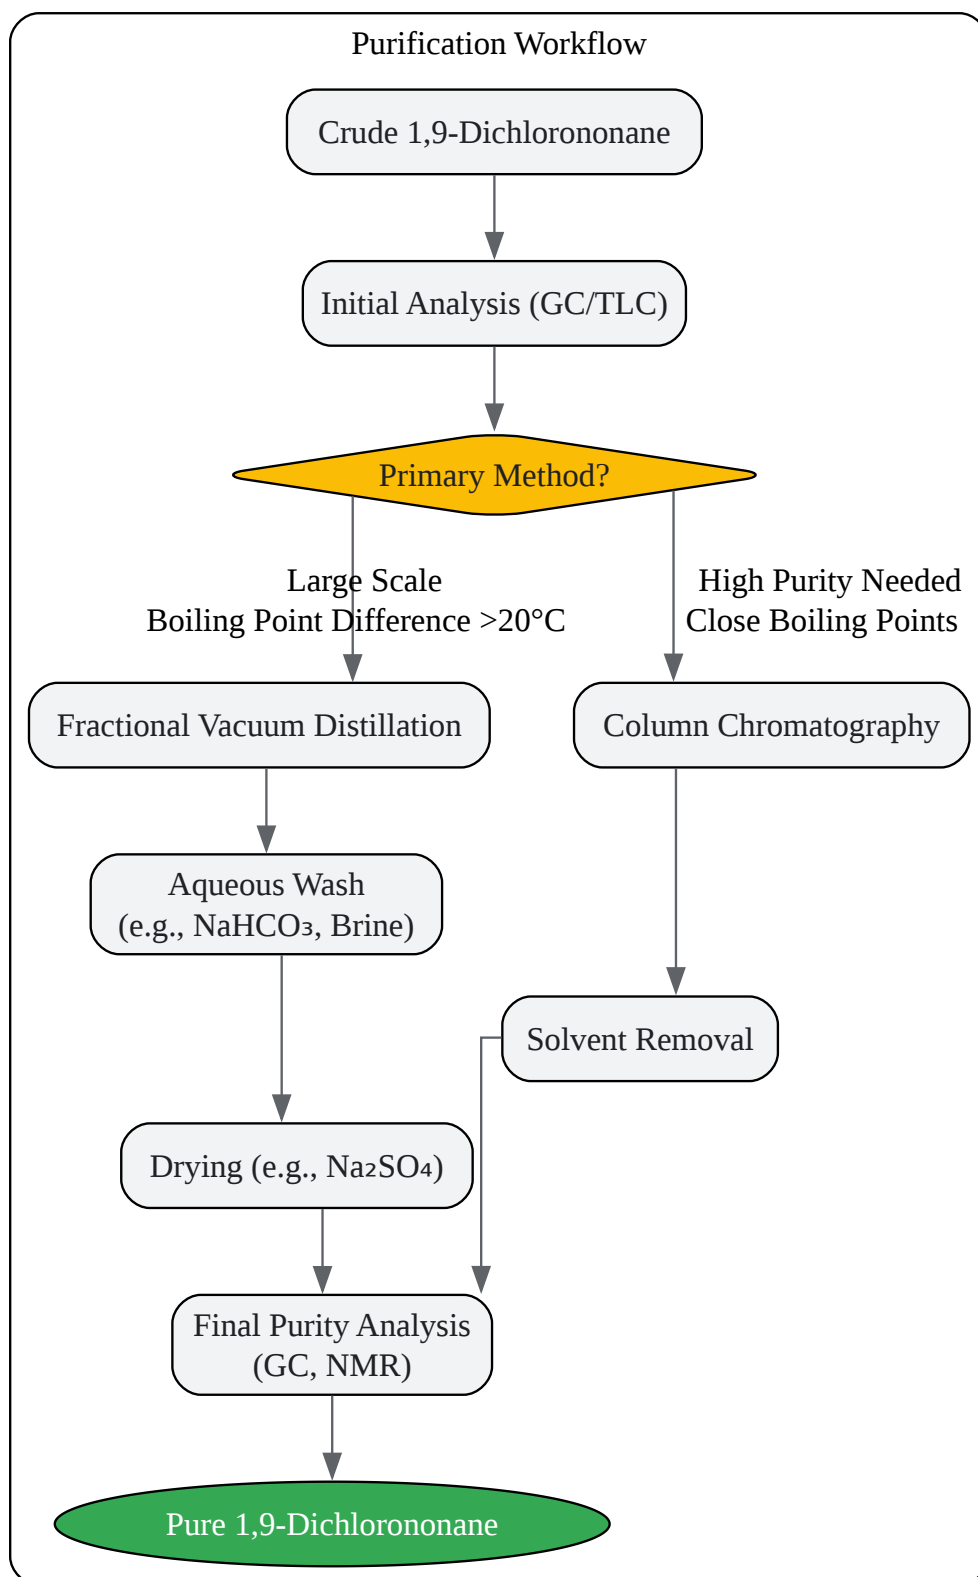 Purification Workflow
Crude 1,9-Dichlorononane
Initial Analysis (GC/TLC)
Primary Method?
Large Scale
Boiling Point Difference >20°C
High Purity Needed
Close Boiling Points
Fractional Vacuum Distillation
Column Chromatography
Aqueous Wash
(e.g., NaHCO₃, Brine)
Solvent Removal
Drying (e.g., Na₂SO₄)
Final Purity Analysis
(GC, NMR)
Pure 1,9-Dichlorononane